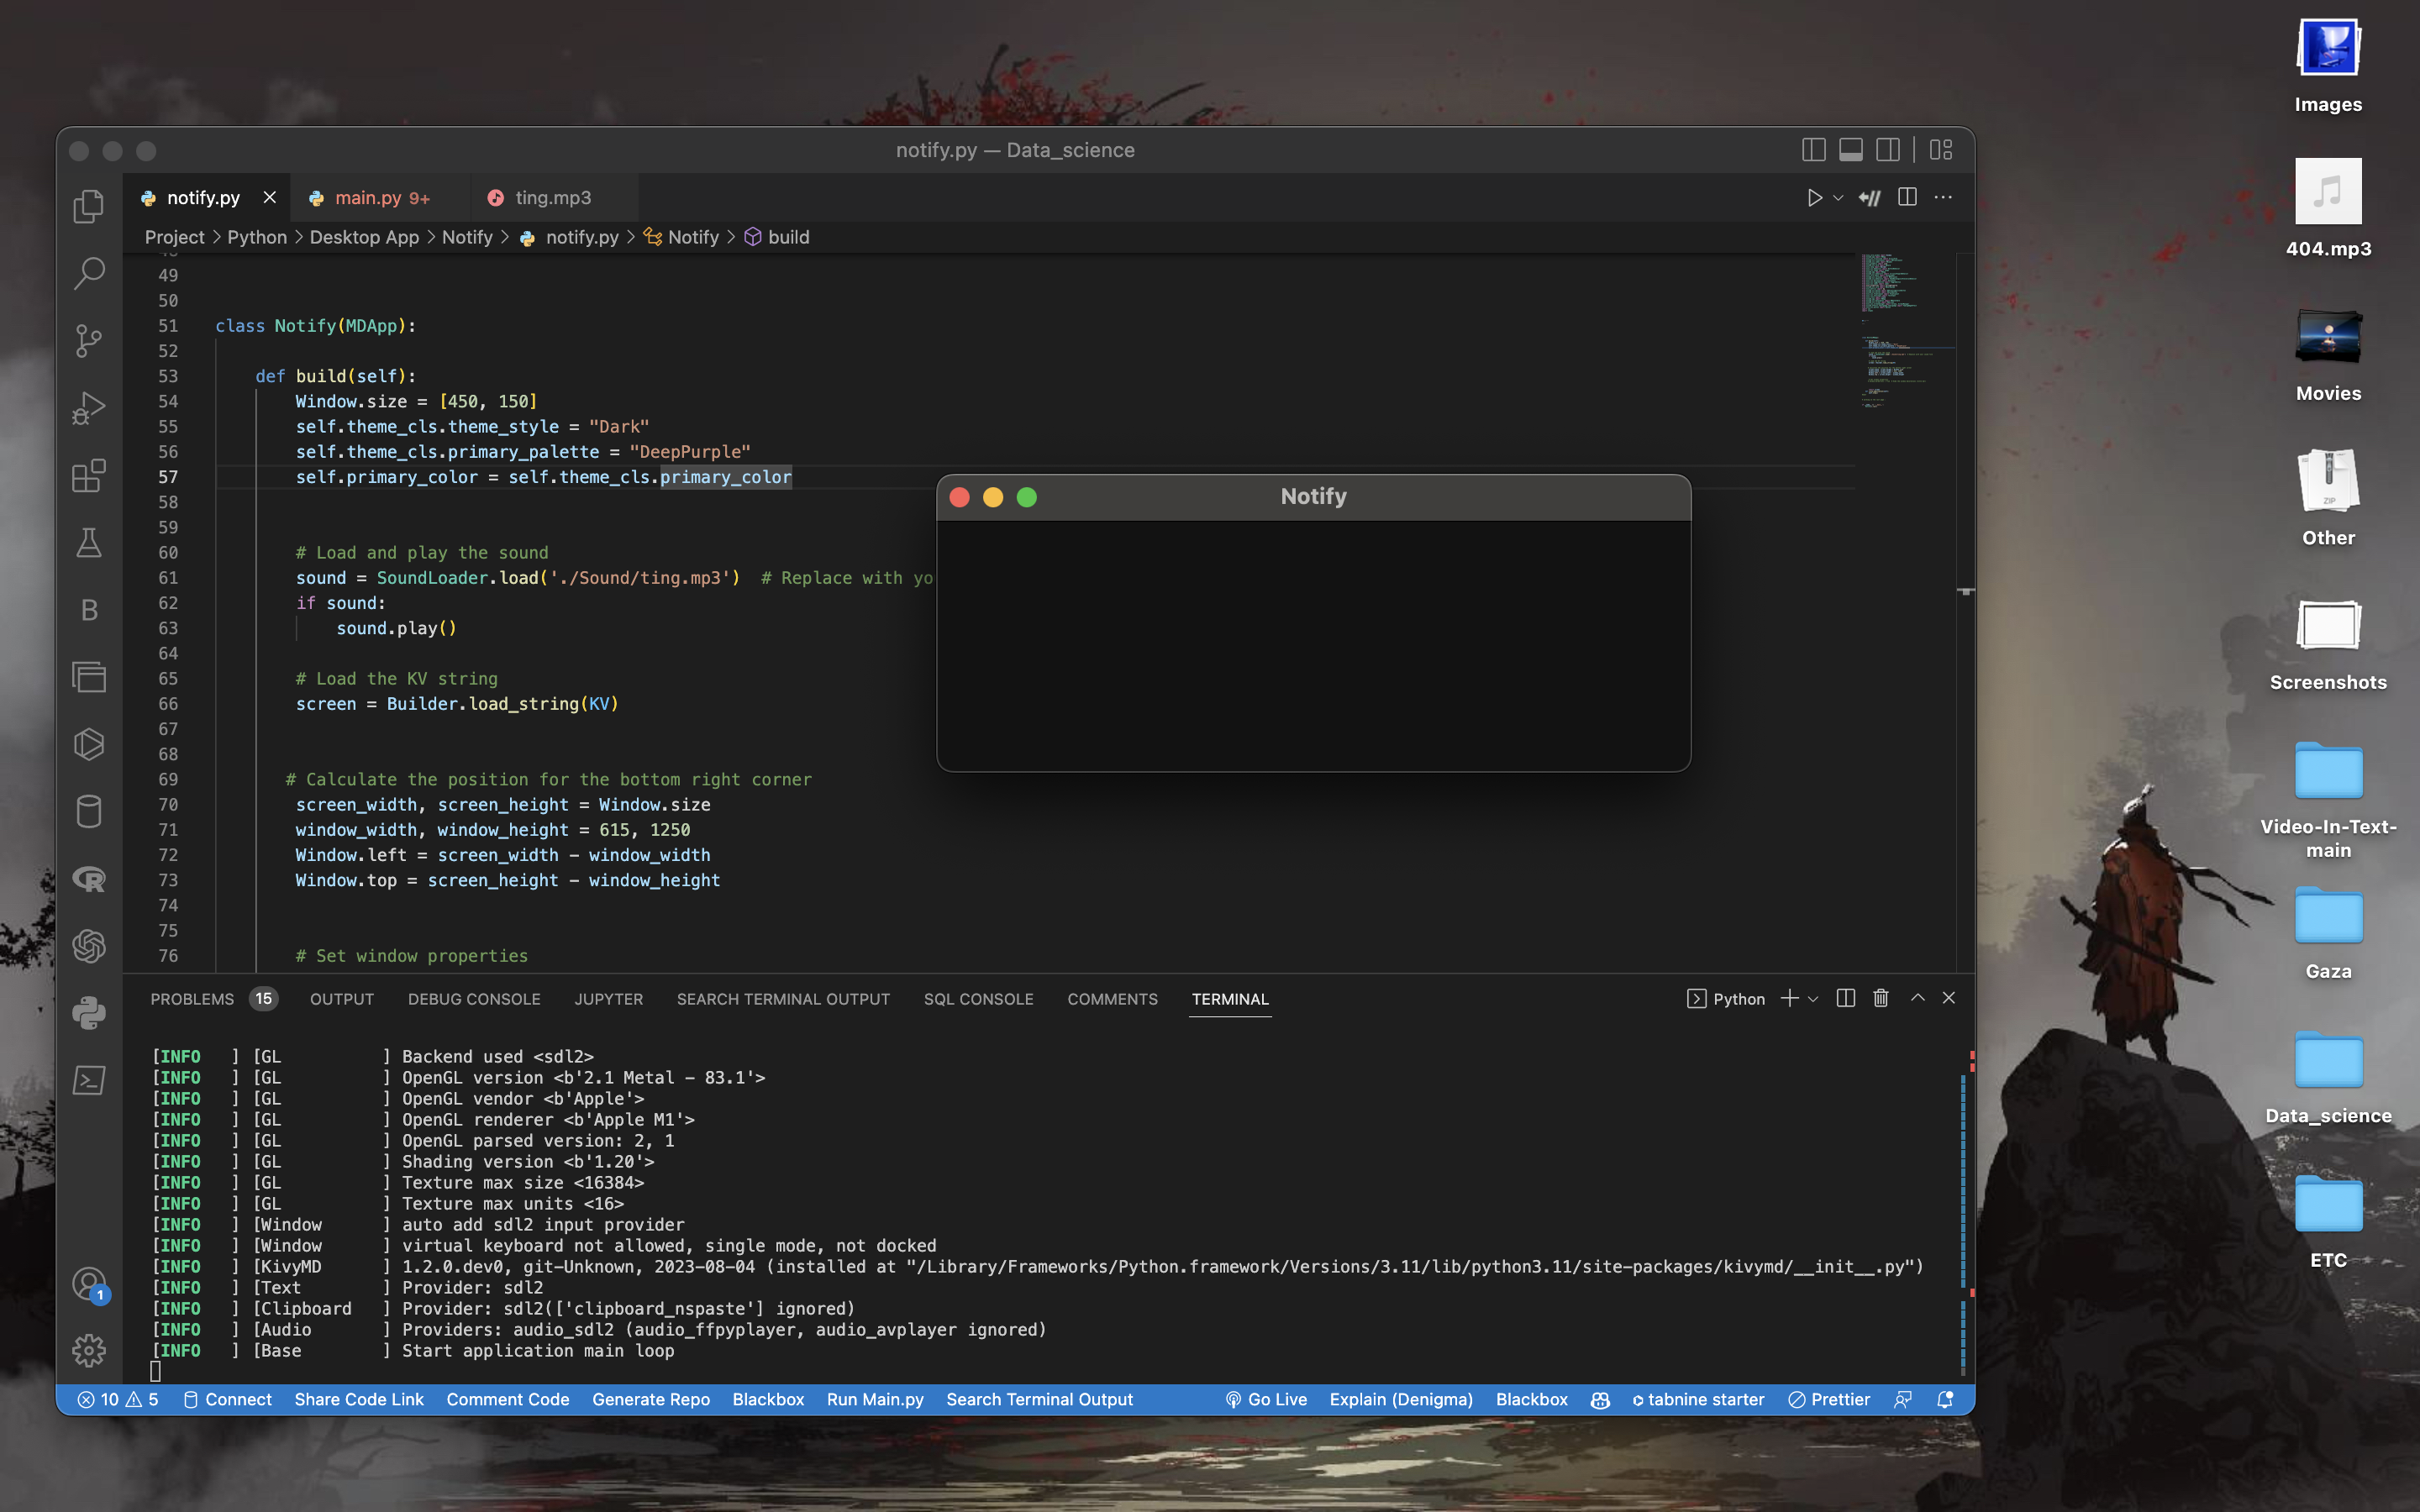 notify.py — Data_science
notify.py
main.py 9+
ting.mp3
Project > Python > Desktop App > Notify > notify.py > Notify > build
49
50
51 class Notify(MDApp):
52
53 def build(self):
54 Window.size = [450, 150]
55 self.theme_cls.theme_style = "Dark"
56 self.theme_cls.primary_palette = "DeepPurple"
57 self.primary_color = self.theme_cls.primary_color
58
59
60 # Load and play the sound
61 sound = SoundLoader.load('./Sound/ting.mp3') # Replace with yo
62 if sound:
63 sound.play()
64
65 # Load the KV string
66 screen = Builder.load_string(KV)
67
68
69 # Calculate the position for the bottom right corner
70 screen_width, screen_height = Window.size
71 window_width, window_height = 615, 1250
72 Window.left = screen_width - window_width
73 Window.top = screen_height - window_height
74
75
76 # Set window properties
Notify
PROBLEMS 15 OUTPUT DEBUG CONSOLE JUPYTER SEARCH TERMINAL OUTPUT SQL CONSOLE COMMENTS TERMINAL
Python
[INFO ] [GL ] Backend used <sdl2>
[INFO ] [GL ] OpenGL version <b'2.1 Metal - 83.1'>
[INFO ] [GL ] OpenGL vendor <b'Apple'>
[INFO ] [GL ] OpenGL renderer <b'Apple M1'>
[INFO ] [GL ] OpenGL parsed version: 2, 1
[INFO ] [GL ] Shading version <b'1.20'>
[INFO ] [GL ] Texture max size <16384>
[INFO ] [GL ] Texture max units <16>
[INFO ] [Window ] auto add sdl2 input provider
[INFO ] [Window ] virtual keyboard not allowed, single mode, not docked
[INFO ] [KivyMD ] 1.2.0.dev0, git-Unknown, 2023-08-04 (installed at "/Library/Frameworks/Python.framework/Versions/3.11/lib/python3.11/site-packages/kivymd/__init__.py")
[INFO ] [Text ] Provider: sdl2
[INFO ] [Clipboard ] Provider: sdl2(['clipboard_nspaste'] ignored)
[INFO ] [Audio ] Providers: audio_sdl2 (audio_ffpyplayer, audio_avplayer ignored)
[INFO ] [Base ] Start application main loop
B
R
1
10 5 Connect Share Code Link Comment Code Generate Repo Blackbox Run Main.py Search Terminal Output Go Live Explain (Denigma) Blackbox tabnine starter Prettier
Images
404.mp3
Movies
ZIP
Other
Screenshots
Video-In-Text-
main
Gaza
Data_science
ETC